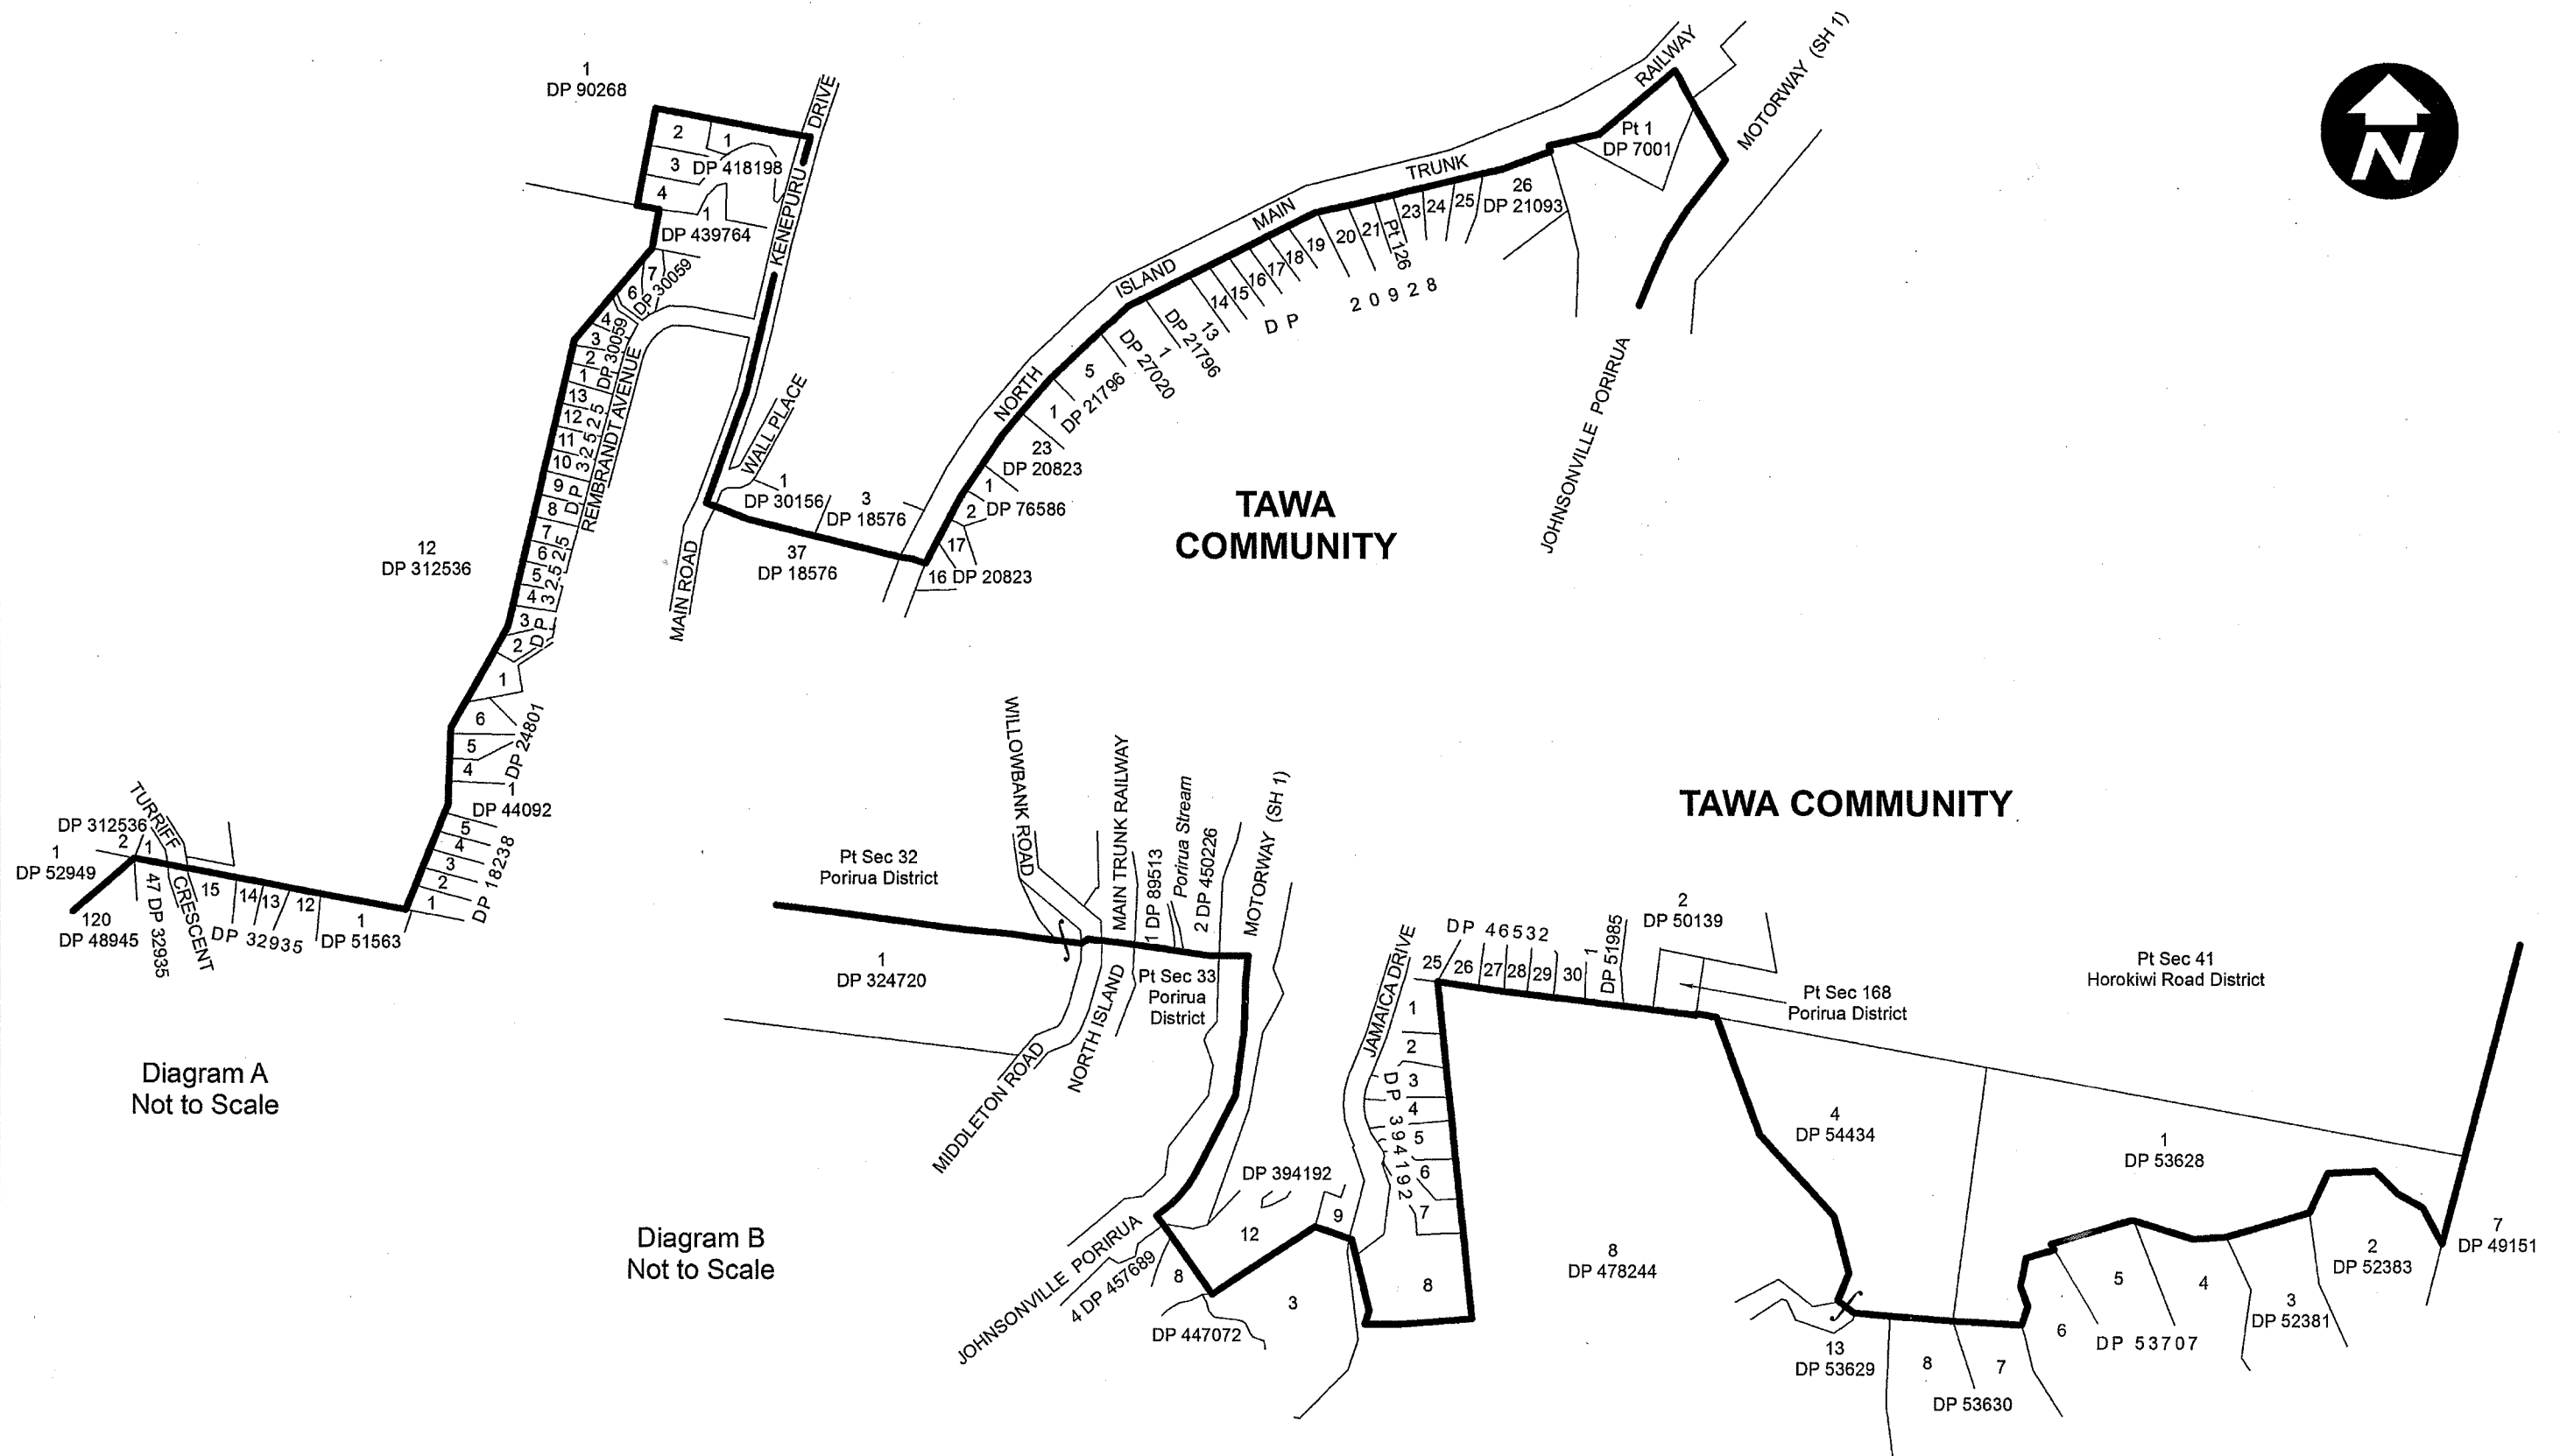 1
DP 90268
2
1
3
DP 418198
4
1
DP 439764
7
6
DP 30059
4
3
2
1
DP 30059
13
12
11
10
9
8
DP 32525
7
6
5
4
3
2
DP 32525
1
REMBRANDT AVENUE
KENEPURU
DRIVE
WALL PLACE
MAIN ROAD
1
DP 30156
3
DP 18576
37
DP 18576
12
DP 312536
6
5
4
DP 24801
1
DP 44092
5
4
3
2
1
DP 18238
TURRIFF
CRESCENT
DP 312536
2
1
1
DP 52949
120
DP 48945
47 DP 32935
15
14
13
12
DP 32935
1
DP 51563
Diagram A
Not to Scale
NORTH
ISLAND
MAIN
TRUNK
RAILWAY
MOTORWAY (SH 1)
JOHNSONVILLE PORIRUA
Pt 1
DP 7001
26
DP 21093
25
24
23
Pt 126
21
20
19
18
17
16
15
14
13
DP 20928
DP 21796
1
DP 27020
5
DP 21796
1
23
DP 20823
1
2
DP 76586
17
16 DP 20823
TAWA
COMMUNITY
N
TAWA COMMUNITY
WILLOWBANK ROAD
MAIN TRUNK RAILWAY
1 DP 89513
Porirua Stream
2 DP 450226
MOTORWAY (SH 1)
Pt Sec 32
Porirua District
1
DP 324720
Pt Sec 33
Porirua
District
NORTH ISLAND
MIDDLETON ROAD
JOHNSONVILLE PORIRUA
4 DP 457689
8
DP 447072
3
12
DP 394192
9
JAMAICA DRIVE
1
2
3
4
5
6
7
8
DP 394192
25
26
27
28
29
30
DP 46532
1
DP 51985
2
DP 50139
Pt Sec 168
Porirua District
Pt Sec 41
Horokiwi Road District
8
DP 478244
4
DP 54434
1
DP 53628
13
DP 53629
8
7
DP 53630
6
5
4
DP 53707
3
DP 52381
2
DP 52383
7
DP 49151
Diagram B
Not to Scale